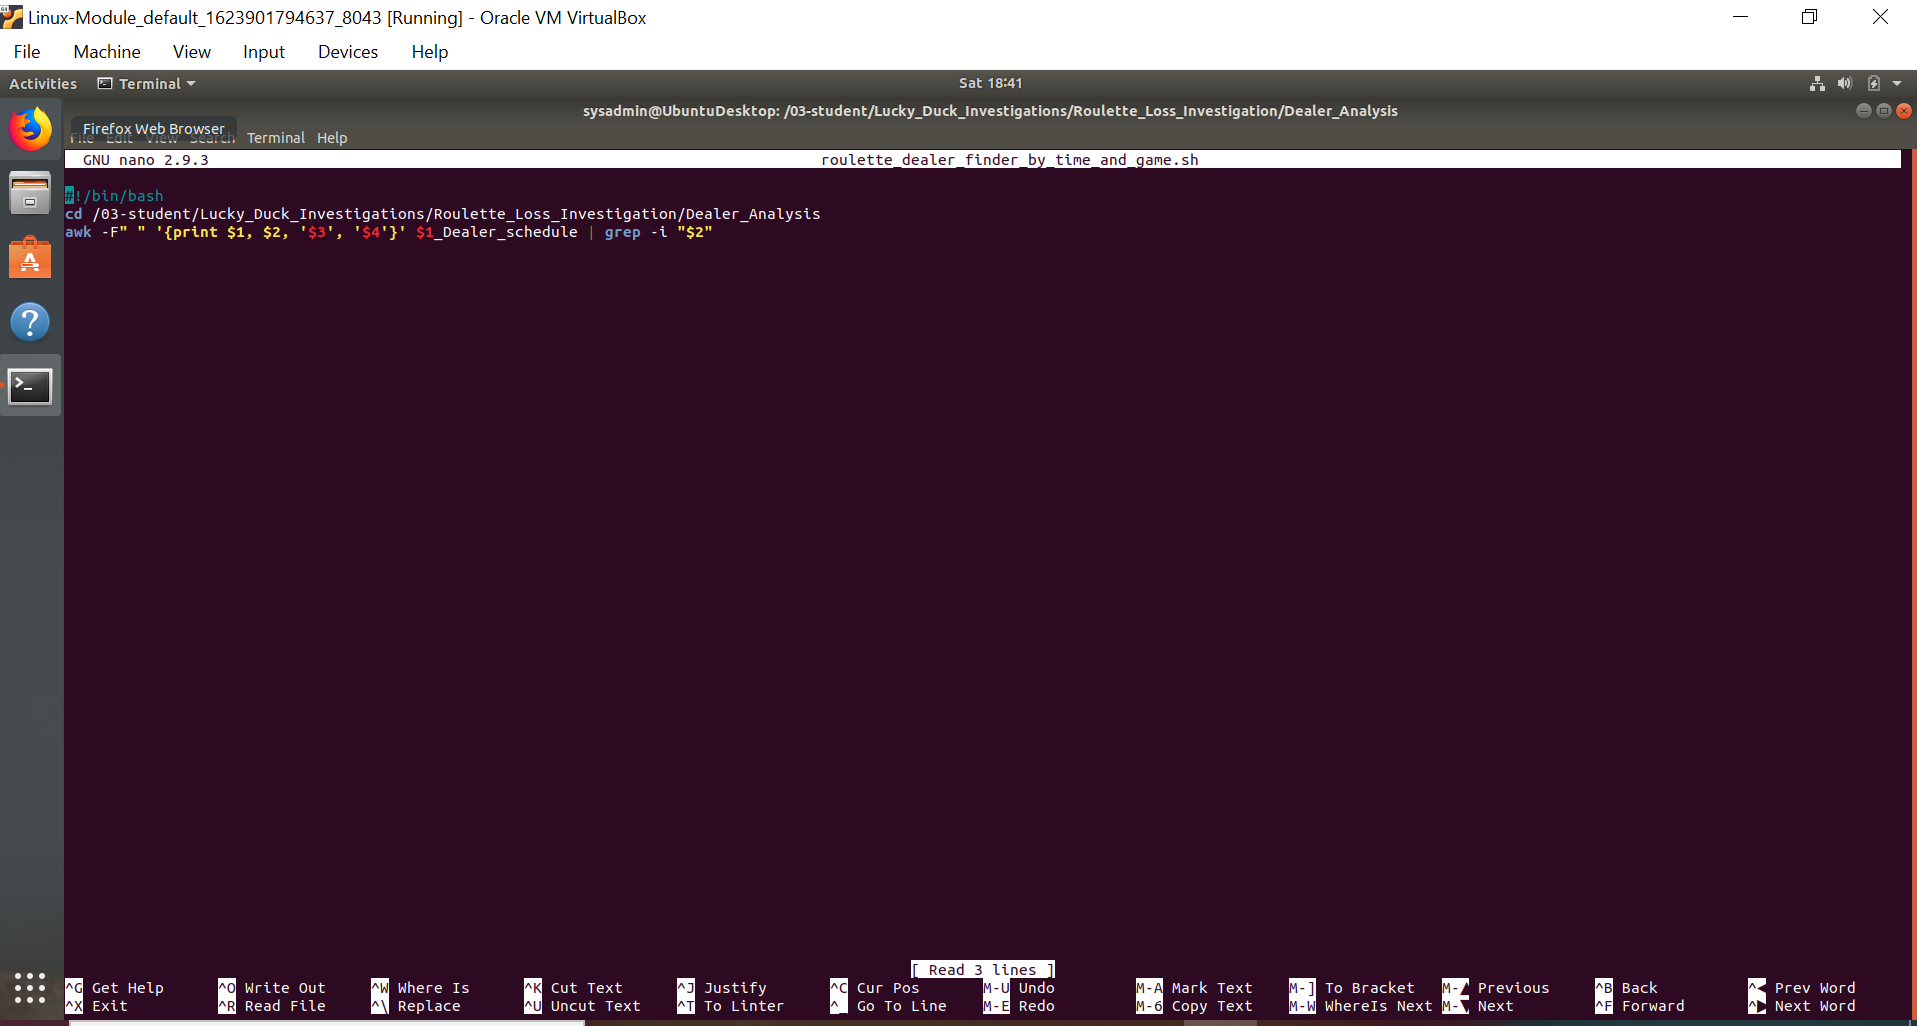 Linux-Module_default_1623901794637_8043 [Running] - Oracle VM VirtualBox
File Machine View Input Devices Help
Activities Terminal Sat 18:41
sysadmin@UbuntuDesktop: /03-student/Lucky_Duck_Investigations/Roulette_Loss_Investigation/Dealer_Analysis
Firefox Web Browser
File Edit View Search Terminal Help
GNU nano 2.9.3 roulette_dealer_finder_by_time_and_game.sh
#!/bin/bash
cd /03-student/Lucky_Duck_Investigations/Roulette_Loss_Investigation/Dealer_Analysis
awk -F" " '{print $1, $2, '$3', '$4'}' $1_Dealer_schedule | grep -i "$2"
[ Read 3 lines ]
^G Get Help ^O Write Out ^W Where Is ^K Cut Text ^J Justify ^C Cur Pos M-U Undo M-A Mark Text M-] To Bracket M-▲ Previous ^B Back ^◀ Prev Word
^X Exit ^R Read File ^\ Replace ^U Uncut Text ^T To Linter ^_ Go To Line M-E Redo M-6 Copy Text M-W WhereIs Next M-▼ Next ^F Forward ^▶ Next Word